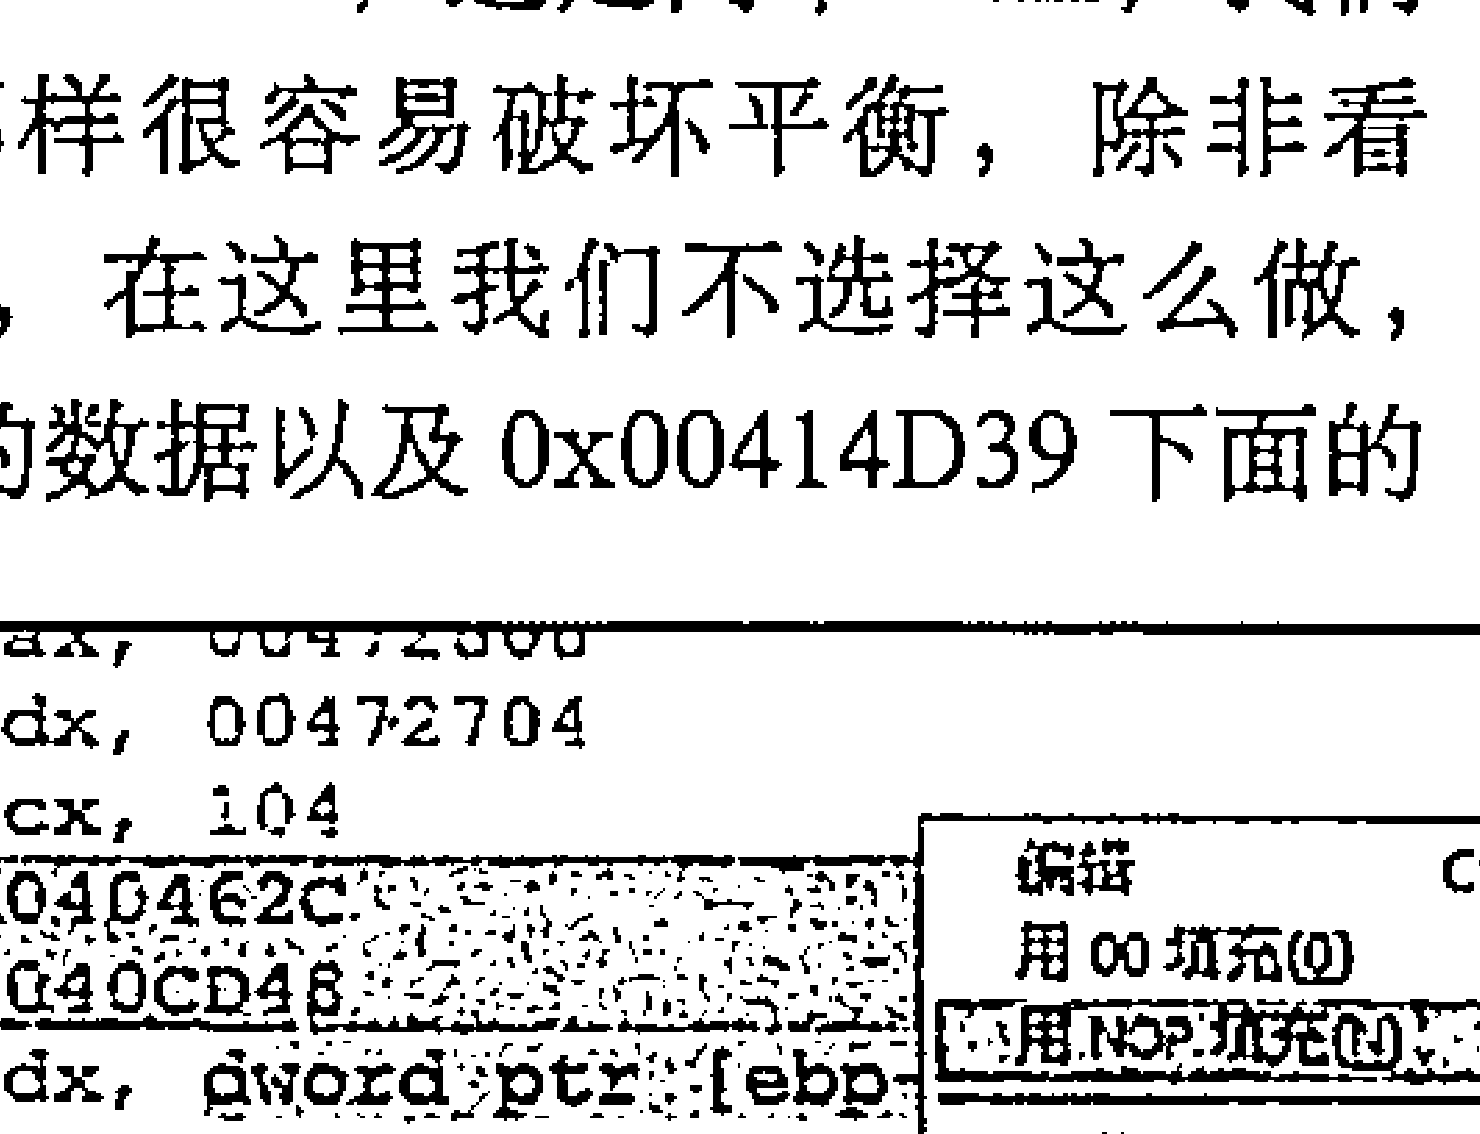 样很容易破坏平衡，除非看
，在这里我们不选择这么做，
的数据以及 0x00414D39 下面的
dx, 00472704
cx, 104
040462C
040CD48
dx, dword ptr [ebp-
编辑
用 00 填充(0)
用 NOP 填充(N)